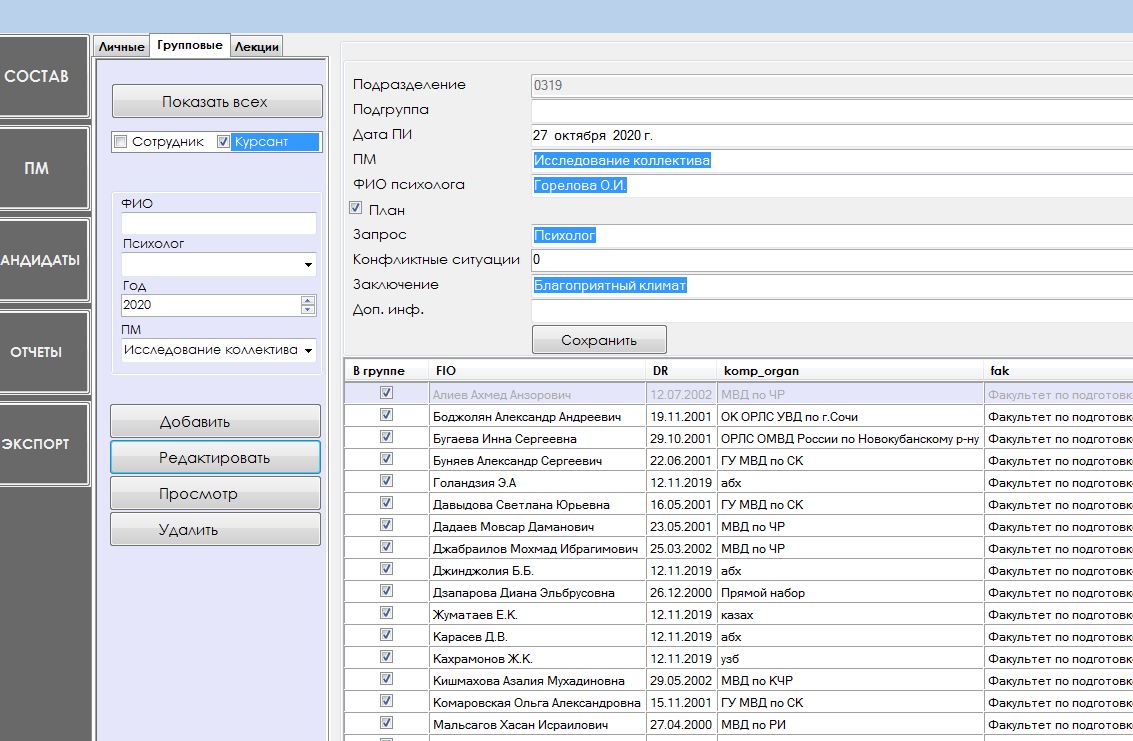 Личные Групповые Лекции
СОСТАВ
ПМ
АНДИДАТЫ
ОТЧЕТЫ
ЭКСПОРТ
Показать всех
Сотрудник Курсант
ФИО
Психолог
Год
2020
ПМ
Исследование коллектива
Добавить
Редактировать
Просмотр
Удалить
Подразделение 0319
Подгруппа
Дата ПИ 27 октября 2020 г.
ПМ Исследование коллектива
ФИО психолога Горелова О.И.
План
Запрос Психолог
Конфликтные ситуации 0
Заключение Благоприятный климат
Доп. инф.
Сохранить
В группе FIO DR komp_organ fak
Алиев Ахмед Анзорович 12.07.2002 МВД по ЧР Факультет по подготовк
Боджолян Александр Андреевич 19.11.2001 ОК ОРЛС УВД по г.Сочи Факультет по подготовк
Бугаева Инна Сергеевна 29.10.2001 ОРЛС ОМВД России по Новокубанскому р-ну Факультет по подготовк
Буняев Александр Сергеевич 22.06.2001 ГУ МВД по СК Факультет по подготовк
Голандзия Э.А 12.11.2019 абх Факультет по подготовк
Давыдова Светлана Юрьевна 16.05.2001 ГУ МВД по СК Факультет по подготовк
Дадаев Мовсар Даманович 23.05.2001 МВД по ЧР Факультет по подготовк
Джабраилов Мохмад Ибрагимович 25.03.2002 МВД по ЧР Факультет по подготовк
Джинджолия Б.Б. 12.11.2019 абх Факультет по подготовк
Дзапарова Диана Эльбрусовна 26.12.2000 Прямой набор Факультет по подготовк
Жуматаев Е.К. 12.11.2019 казах Факультет по подготовк
Карасев Д.В. 12.11.2019 абх Факультет по подготовк
Кахрамонов Ж.К. 12.11.2019 узб Факультет по подготовк
Кишмахова Азалия Мухадиновна 29.05.2002 МВД по КЧР Факультет по подготовк
Комаровская Ольга Александровна 15.11.2001 ГУ МВД по СК Факультет по подготовк
Мальсагов Хасан Исраилович 27.04.2000 МВД по РИ Факультет по подготовк